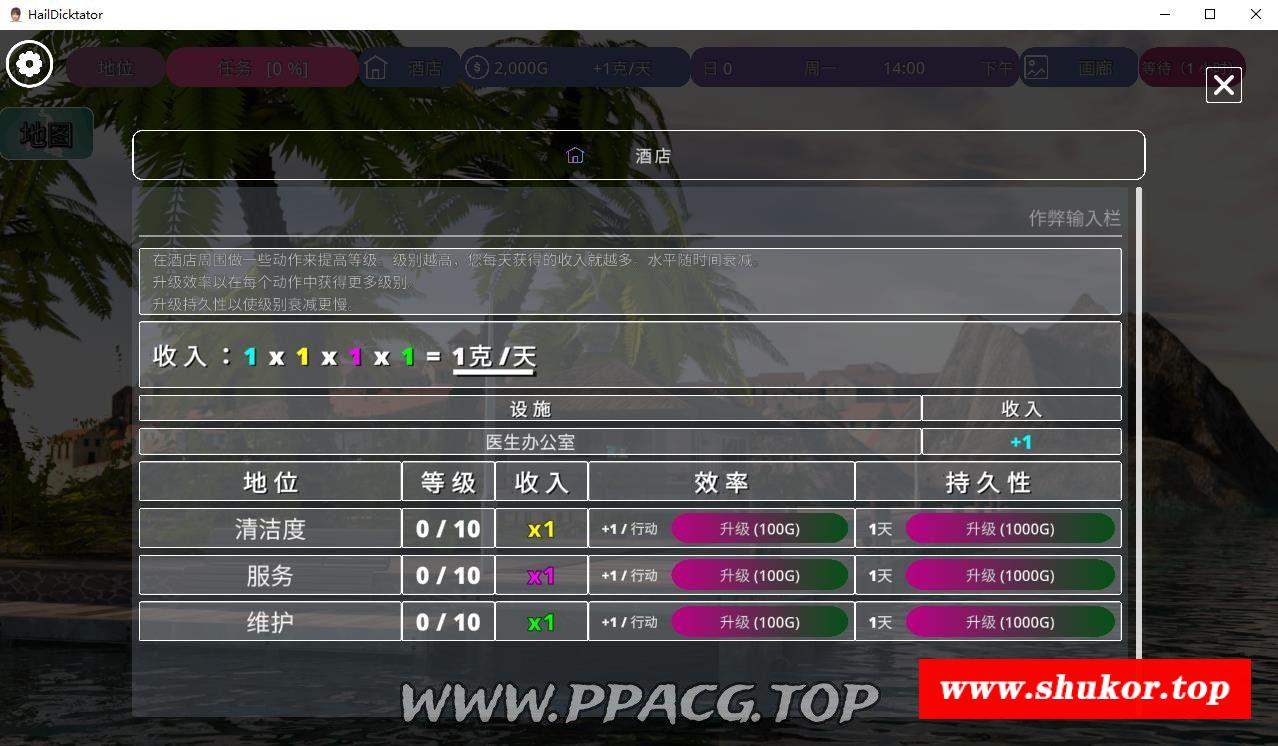 HailDicktator
地位 任务 [0 %] 酒店 $ 2,000G +1克/天 日 0 周一 14:00 下午 画廊 等待（1 小时）
地图
酒店
作弊输入栏
在酒店周围做一些动作来提高等级。级别越高，您每天获得的收入就越多。水平随时间衰减。
升级效率以在每个动作中获得更多级别。
升级持久性以使级别衰减更慢。
收入：1 x 1 x 1 x 1 = 1克/天
设施 收入
医生办公室 +1
地位 等级 收入 效率 持久性
清洁度 0 / 10 x1 +1 / 行动 升级 (100G) 1天 升级 (1000G)
服务 0 / 10 x1 +1 / 行动 升级 (100G) 1天 升级 (1000G)
维护 0 / 10 x1 +1 / 行动 升级 (100G) 1天 升级 (1000G)
WWW.PPACG.TOP
www.shukor.top